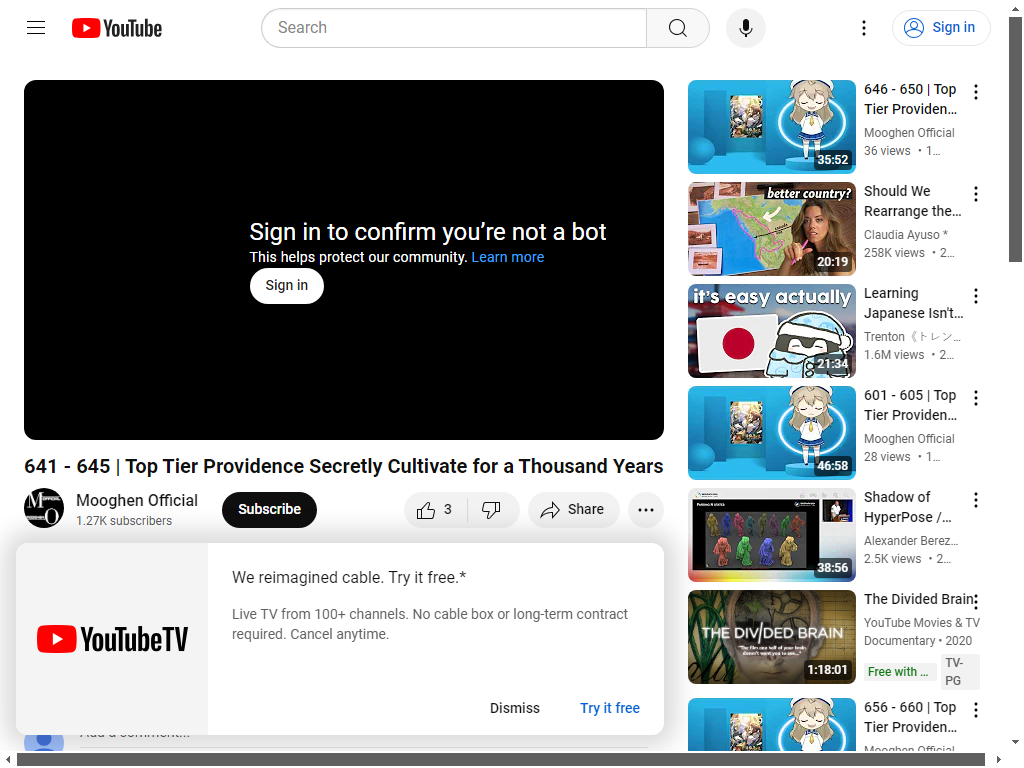 YouTube
Search
Sign in
Sign in to confirm you’re not a bot
This helps protect our community. Learn more
Sign in
641 - 645 | Top Tier Providence Secretly Cultivate for a Thousand Years
Mooghen Official
1.27K subscribers
Subscribe
3
Share
We reimagined cable. Try it free.*
Live TV from 100+ channels. No cable box or long-term contract
required. Cancel anytime.
YouTubeTV
Dismiss
Try it free
Add a comment...
35:52
646 - 650 | Top
Tier Providen...
Mooghen Official
36 views • 1...
better country?
20:19
Should We
Rearrange the...
Claudia Ayuso *
258K views • 2...
it's easy actually
21:34
Learning
Japanese Isn't...
Trenton《トレン...
1.6M views • 2...
46:58
601 - 605 | Top
Tier Providen...
Mooghen Official
28 views • 1...
38:56
Shadow of
HyperPose /...
Alexander Berez...
2.5K views • 2...
THE DIVIDED BRAIN
1:18:01
The Divided Brain
YouTube Movies & TV
Documentary • 2020
Free with ...
TV-
PG
656 - 660 | Top
Tier Providen...
Mooghen Official